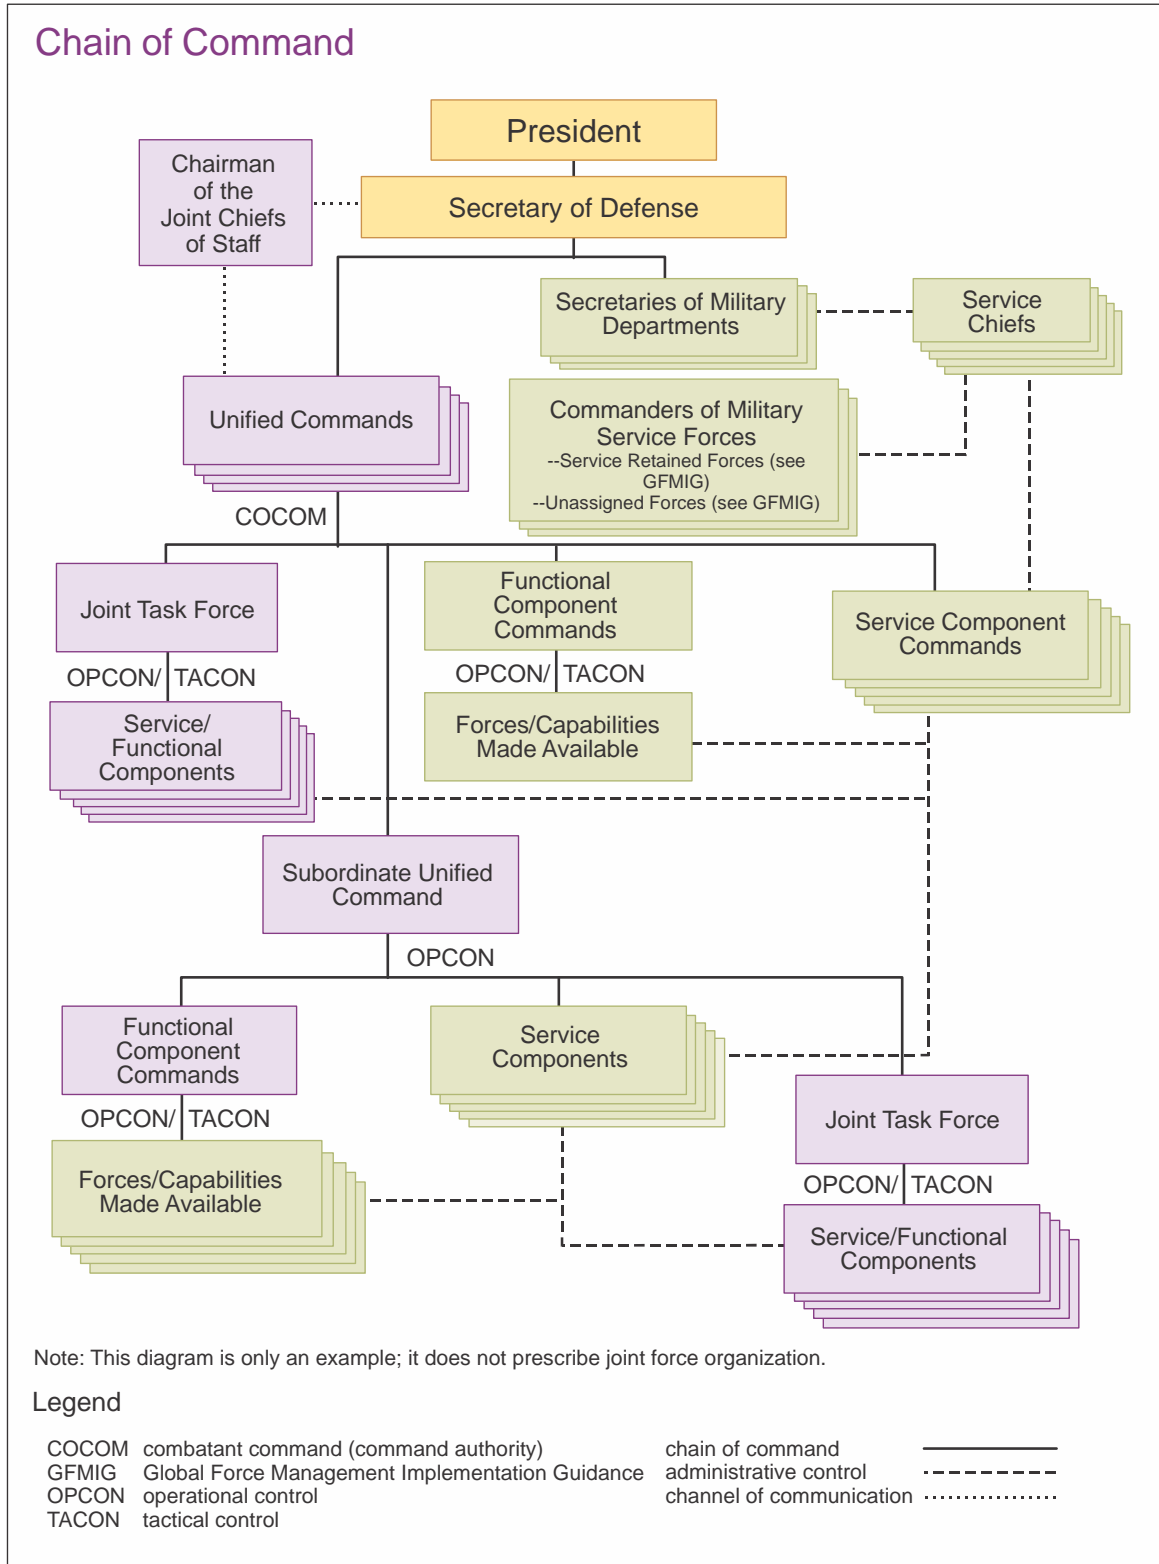 Chain of Command
President
Chairman
of the
Joint Chiefs
of Staff
Secretary of Defense
Secretaries of Military
Departments
Service
Chiefs
Unified Commands
Commanders of Military
Service Forces
--Service Retained Forces (see
GFMIG)
--Unassigned Forces (see GFMIG)
COCOM
Joint Task Force
Functional
Component
Commands
Service Component
Commands
OPCON/ TACON
OPCON/ TACON
Service/
Functional
Components
Forces/Capabilities
Made Available
Subordinate Unified
Command
OPCON
Functional
Component
Commands
Service
Components
Joint Task Force
OPCON/ TACON
Forces/Capabilities
Made Available
OPCON/ TACON
Service/Functional
Components
Note: This diagram is only an example; it does not prescribe joint force organization.
Legend
COCOM combatant command (command authority)
GFMIG Global Force Management Implementation Guidance
OPCON operational control
TACON tactical control
chain of command
administrative control
channel of communication